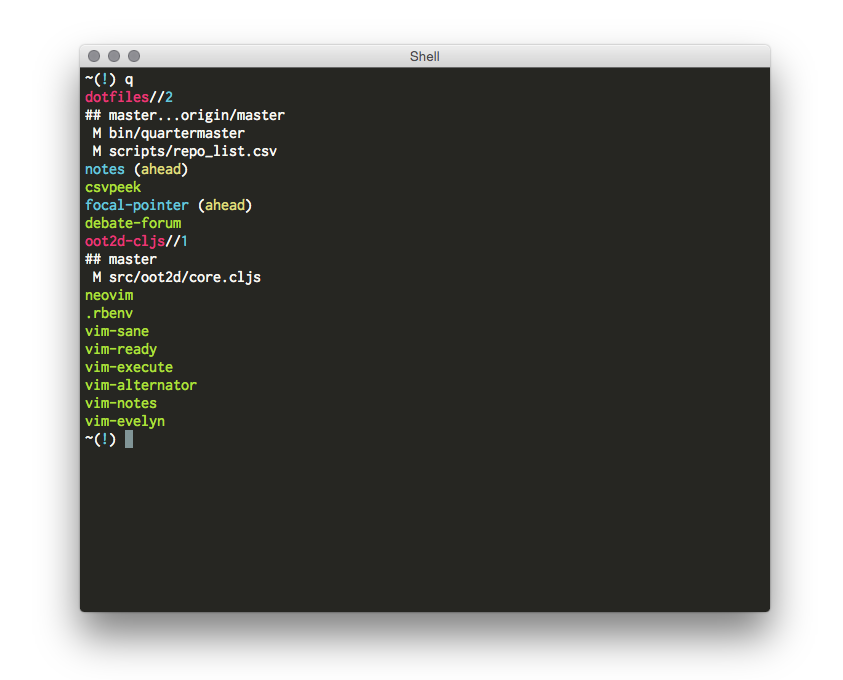 Shell
~(!) q
dotfiles//2
## master...origin/master
 M bin/quartermaster
 M scripts/repo_list.csv
notes (ahead)
csvpeek
focal-pointer (ahead)
debate-forum
oot2d-cljs//1
## master
 M src/oot2d/core.cljs
neovim
.rbenv
vim-sane
vim-ready
vim-execute
vim-alternator
vim-notes
vim-evelyn
~(!)